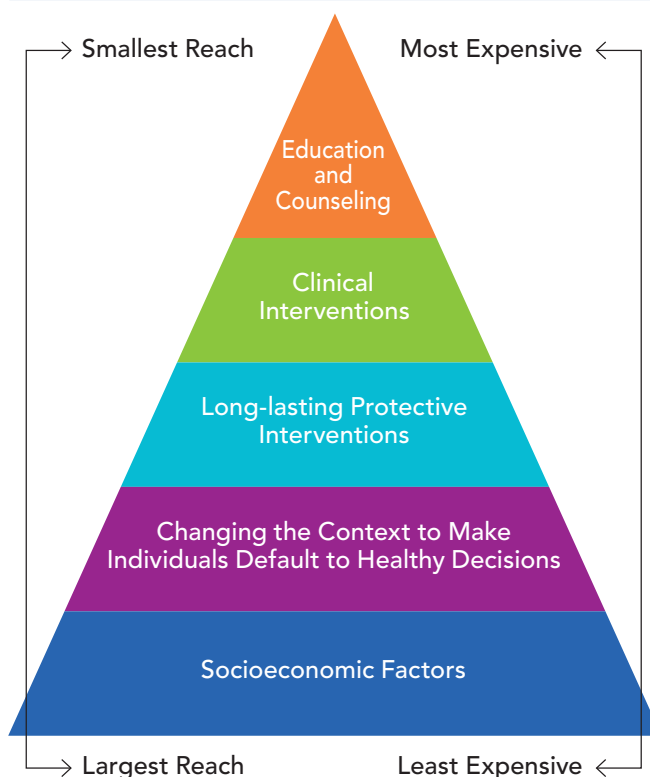 Smallest Reach
Most Expensive
Education
and
Counseling
Clinical
Interventions
Long-lasting Protective
Interventions
Changing the Context to Make
Individuals Default to Healthy Decisions
Socioeconomic Factors
Largest Reach
Least Expensive